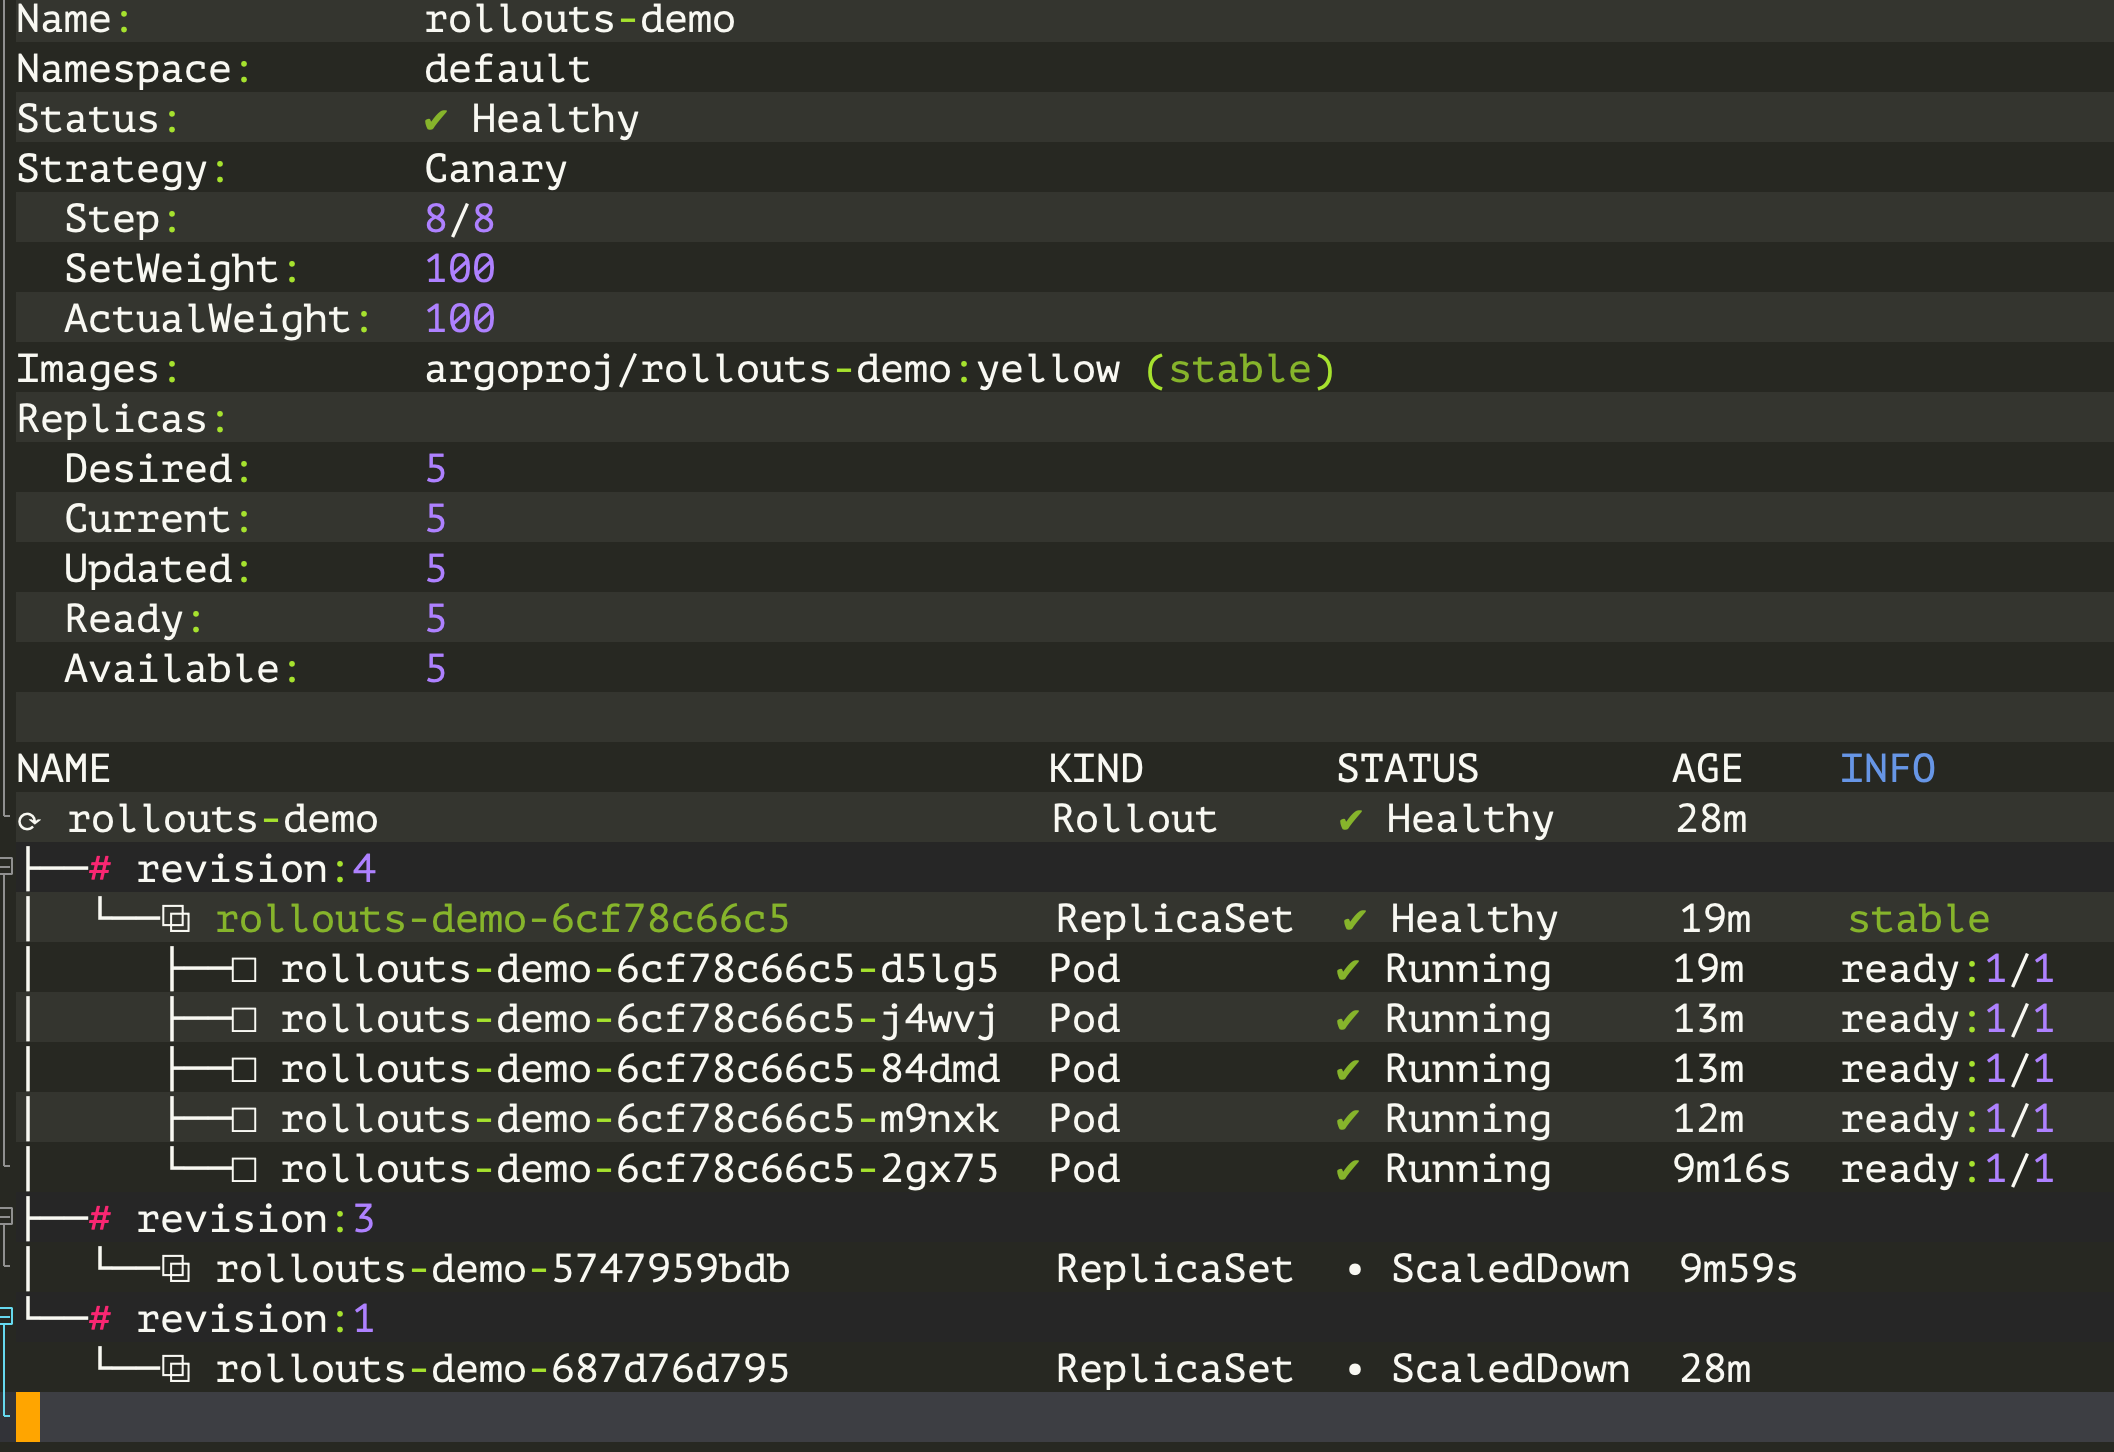 Name:            rollouts-demo
Namespace:       default
Status:          ✔ Healthy
Strategy:        Canary
  Step:          8/8
  SetWeight:     100
  ActualWeight:  100
Images:          argoproj/rollouts-demo:yellow (stable)
Replicas:
  Desired:       5
  Current:       5
  Updated:       5
  Ready:         5
  Available:     5

NAME                                       KIND        STATUS        AGE    INFO
⟳ rollouts-demo                            Rollout     ✔ Healthy     28m
├──# revision:4
│  └──⧉ rollouts-demo-6cf78c66c5           ReplicaSet  ✔ Healthy     19m    stable
│     ├──□ rollouts-demo-6cf78c66c5-d5lg5  Pod         ✔ Running     19m    ready:1/1
│     ├──□ rollouts-demo-6cf78c66c5-j4wvj  Pod         ✔ Running     13m    ready:1/1
│     ├──□ rollouts-demo-6cf78c66c5-84dmd  Pod         ✔ Running     13m    ready:1/1
│     ├──□ rollouts-demo-6cf78c66c5-m9nxk  Pod         ✔ Running     12m    ready:1/1
│     └──□ rollouts-demo-6cf78c66c5-2gx75  Pod         ✔ Running     9m16s  ready:1/1
├──# revision:3
│  └──⧉ rollouts-demo-5747959bdb           ReplicaSet  • ScaledDown  9m59s
└──# revision:1
   └──⧉ rollouts-demo-687d76d795           ReplicaSet  • ScaledDown  28m